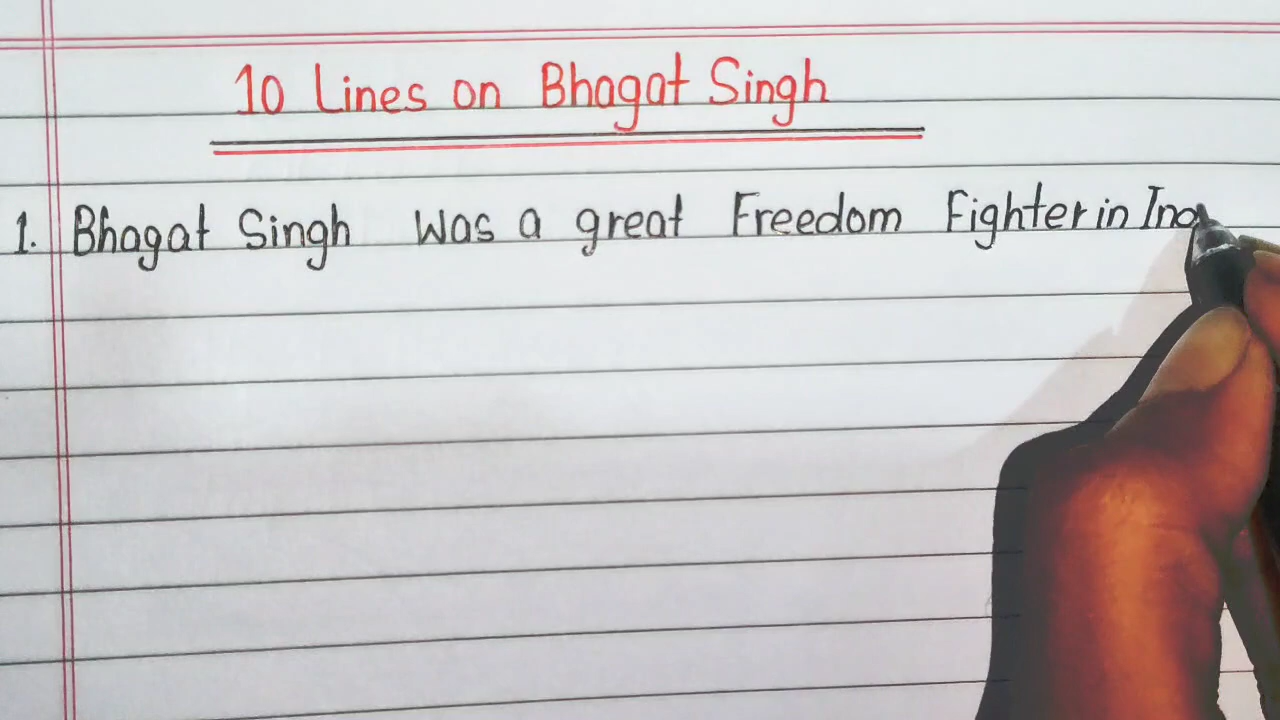 10 Lines on Bhagat Singh
1. Bhagat Singh was a great Freedom Fighter in